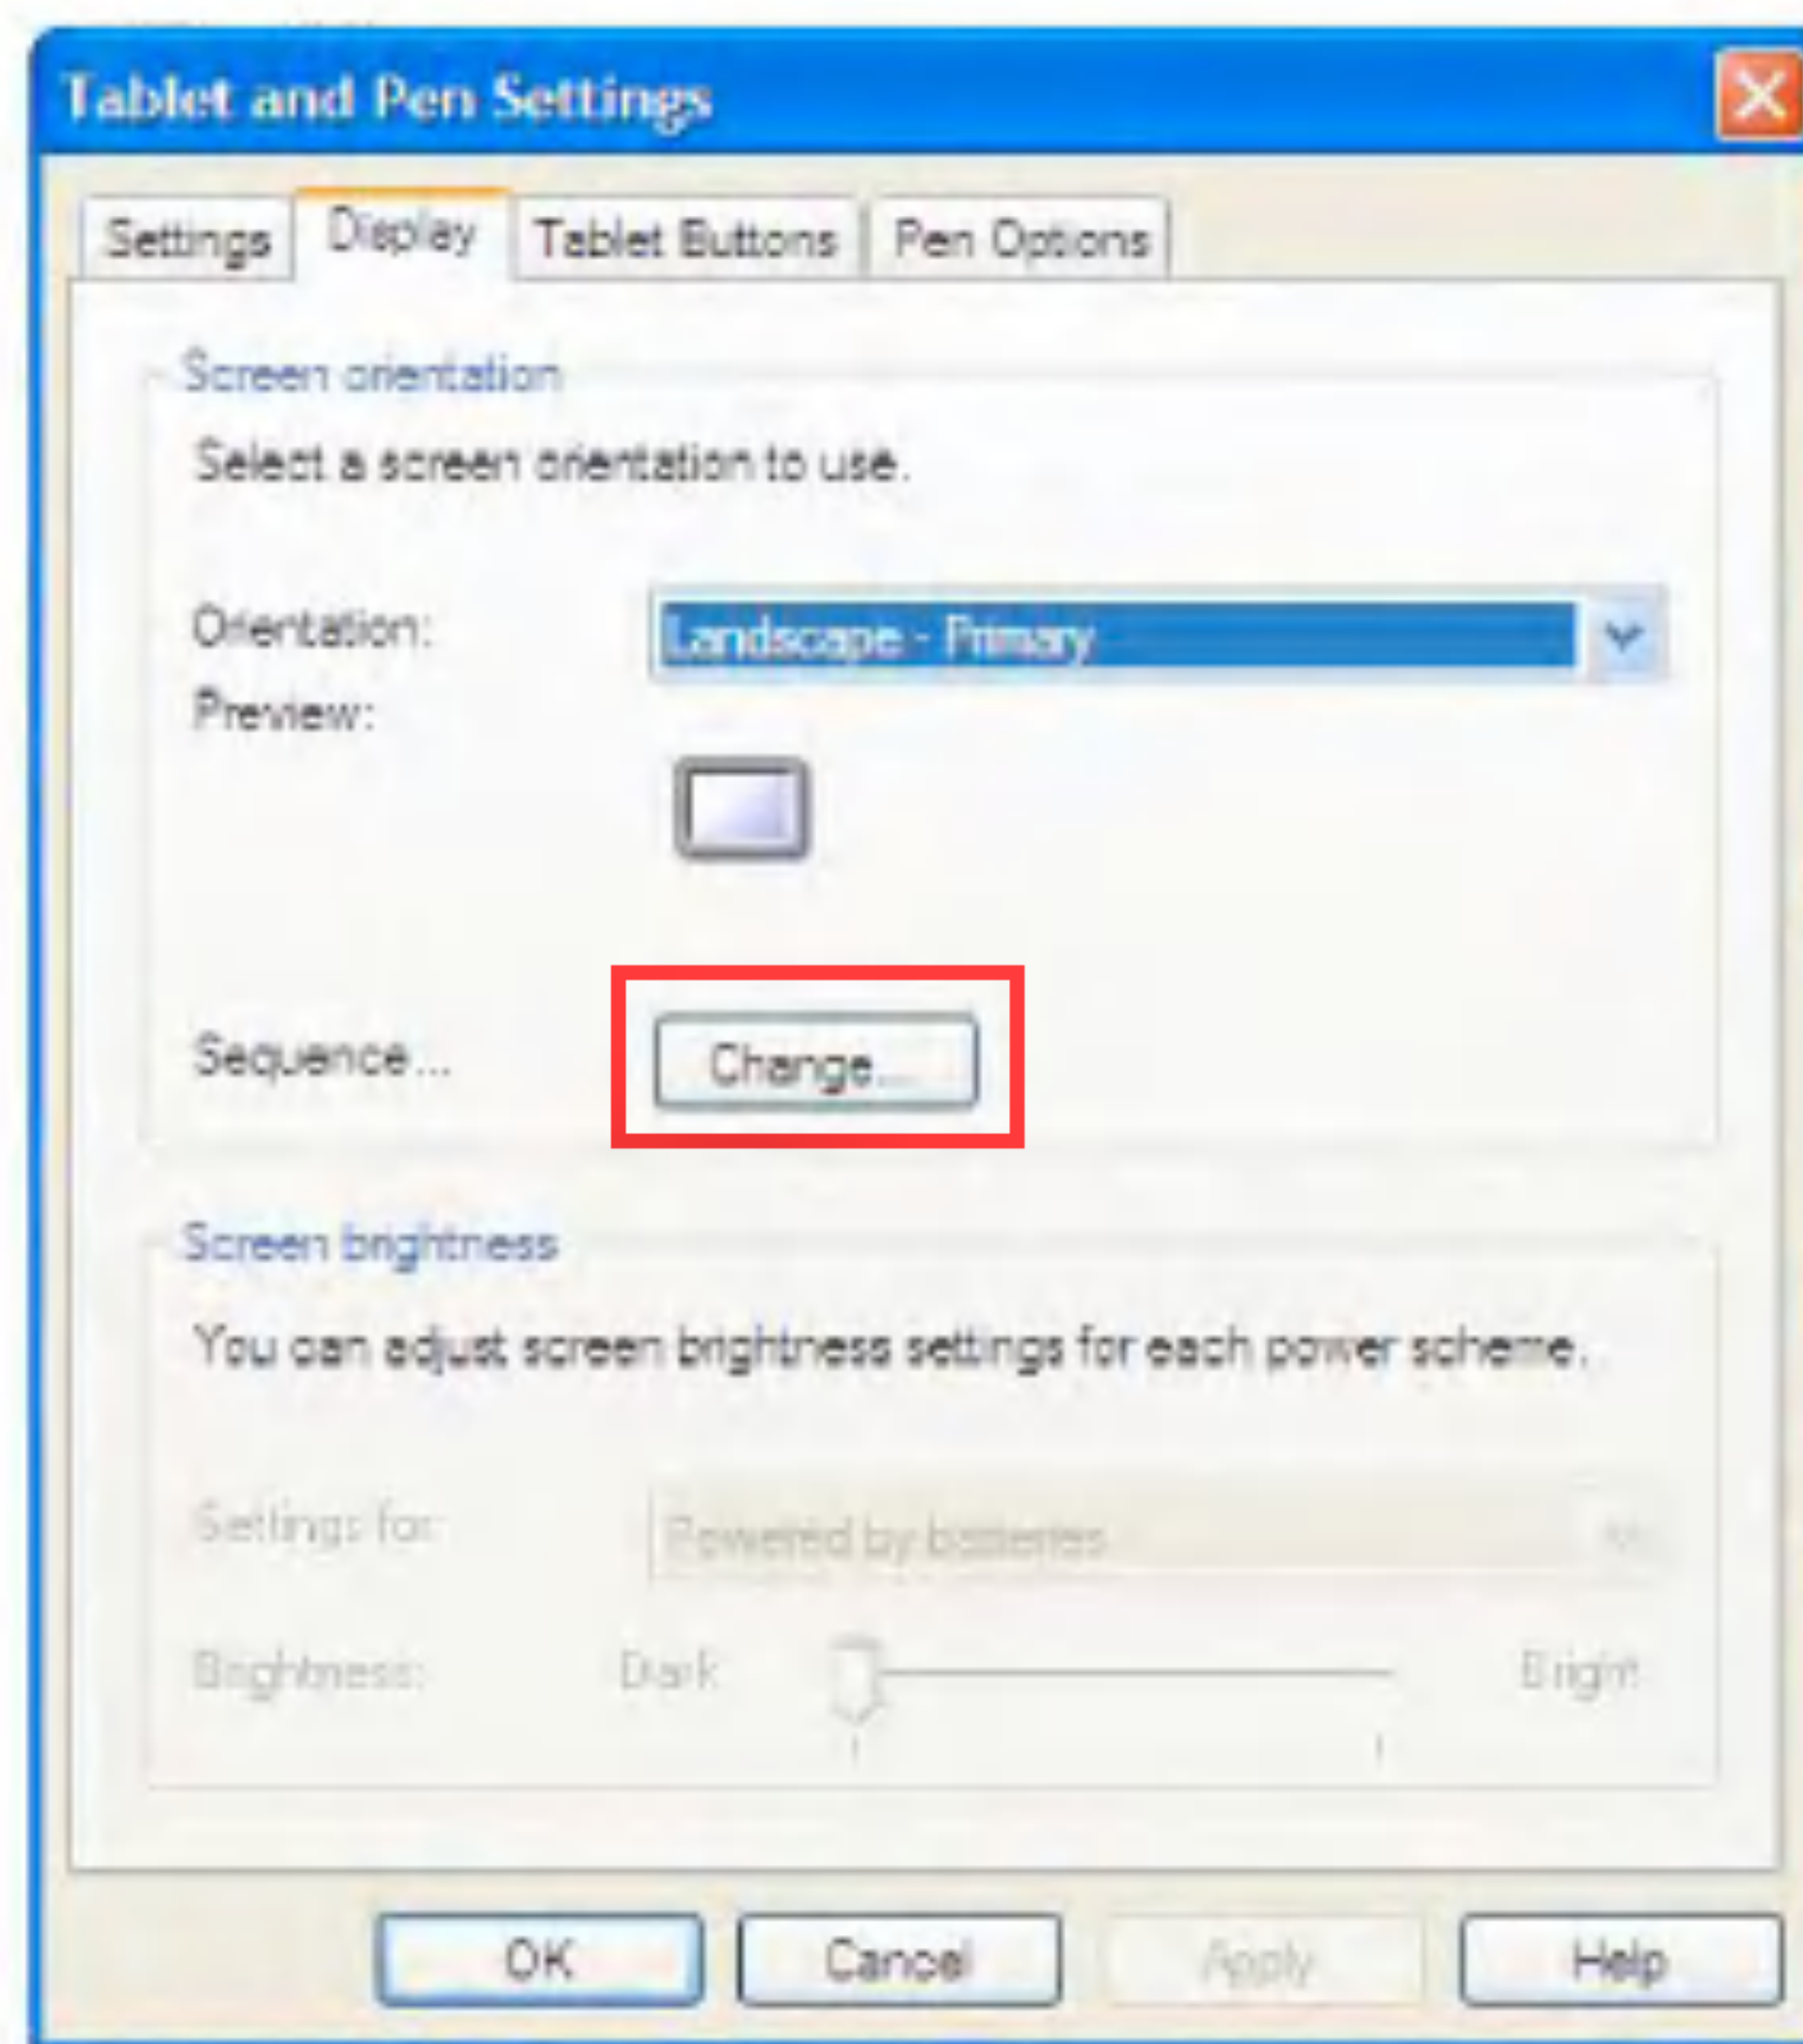 Tablet and Pen Settings
Settings Display Tablet Buttons Pen Options
Screen orientation
Select a screen orientation to use.
Orientation: Landscape - Primary
Preview:
Sequence... Change...
Screen brightness
You can adjust screen brightness settings for each power scheme.
Settings for: Powered by batteries
Brightness: Dark Bright
OK Cancel Apply Help